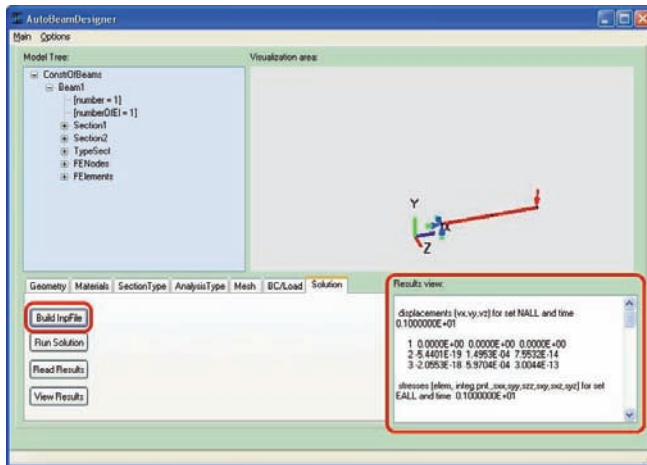 AutoBeamDesigner
Main Options
Model Tree:
Visualization area:
ConstrOfBeams
Beam1
[number = 1]
[numberOfEl = 1]
Section1
Section2
TypeSect
FENodes
FElements
Y
X
Z
Geometry Materials SectionType AnalysisType Mesh BC/Load Solution
Build InpFile
Run Solution
Read Results
View Results
Results view:
displacements (vx,vy,vz) for set NALL and time
0.1000000E+01
1 0.0000E+00 0.0000E+00 0.0000E+00
2-5.4401E-19 1.4953E-04 7.5532E-14
3-2.0553E-18 5.9704E-04 3.0044E-13
stresses (elem, integ.pnt.,sxx,syy,szz,sxy,sxz,syz) for set
EALL and time 0.1000000E+01